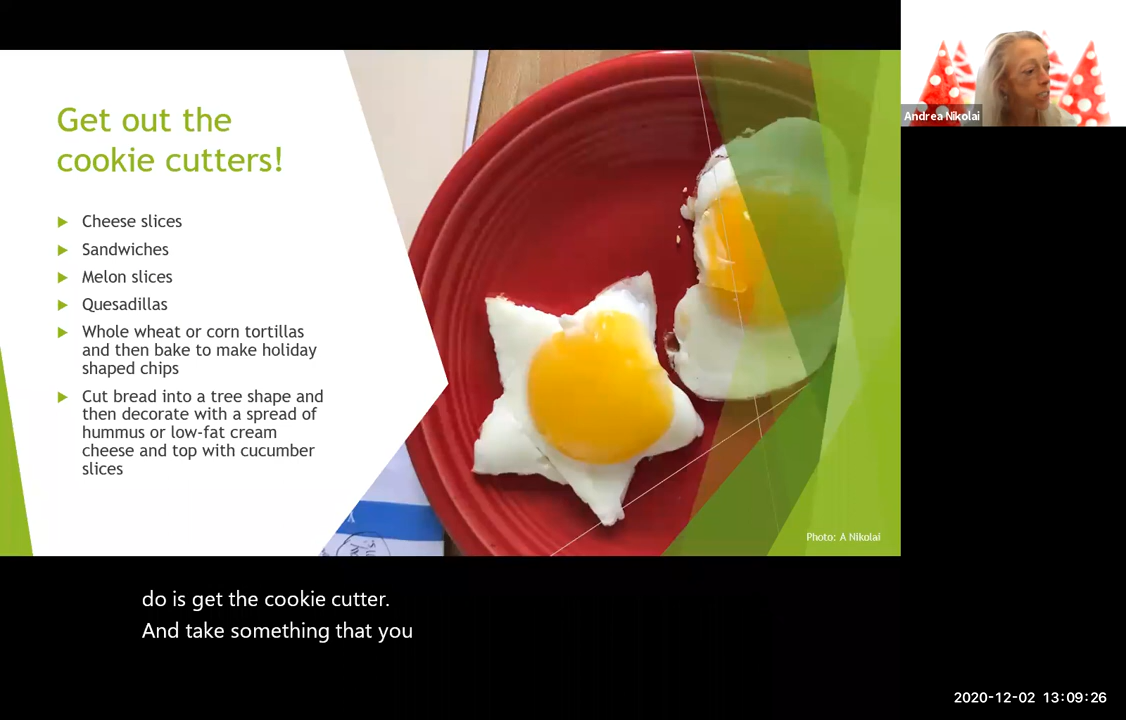 Get out the
cookie cutters!
Cheese slices
Sandwiches
Melon slices
Quesadillas
Whole wheat or corn tortillas
and then bake to make holiday
shaped chips
Cut bread into a tree shape and
then decorate with a spread of
hummus or low-fat cream
cheese and top with cucumber
slices
Photo: A Nikolai
Andrea Nikolai
do is get the cookie cutter.
And take something that you
2020-12-02 13:09:26